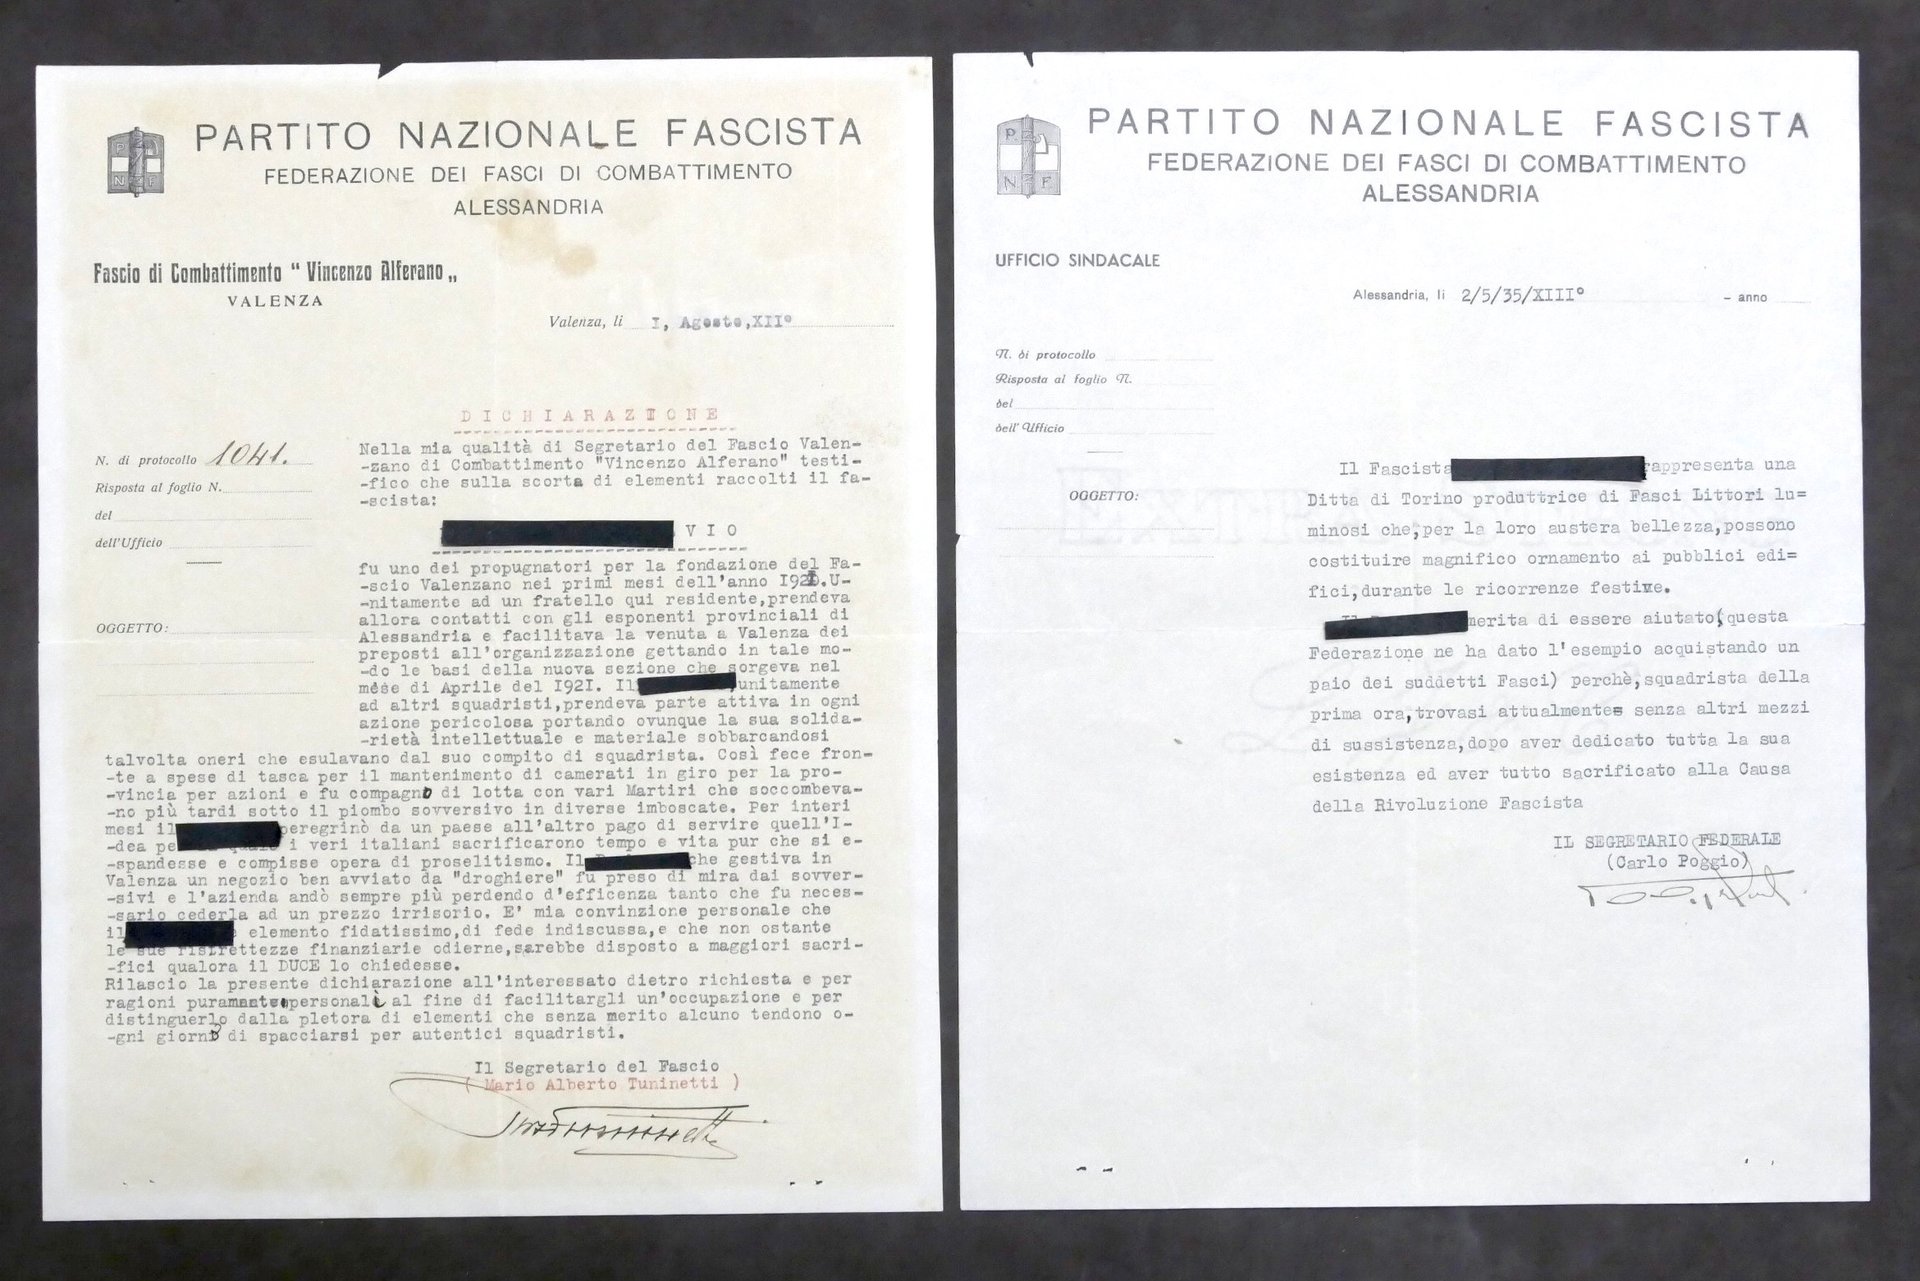 PARTITO NAZIONALE FASCISTA
FEDERAZIONE DEI FASCI DI COMBATTIMENTO
ALESSANDRIA
P N F
Fascio di Combattimento " Vincenzo Alferano „
VALENZA
Valenza, li I, Agosto,XII°
DICHIARAZIONE
N. di protocollo 1041.
Risposta al foglio N.
del
dell'Ufficio
OGGETTO:
Nella mia qualità di Segretario del Fascio Valen-
-zano di Combattimento "Vincenzo Alferano" testi-
-fico che sulla scorta di elementi raccolti il fa-
-scista:
VIO
fu uno dei propugnatori per la fondazione del Fa-
-scio Valenzano nei primi mesi dell'anno I921.U-
-nitamente ad un fratello qui residente,prendeva
allora contatti con gli esponenti provinciali di
Alessandria e facilitava la venuta a Valenza dei
preposti all'organizzazione gettando in tale mo-
-do le basi della nuova sezione che sorgeva nel
mese di Aprile del I92I. Il unitamente
ad altri squadristi,prendeva parte attiva in ogni
azione pericolosa portando ovunque la sua solida-
-rietà intellettuale e materiale sobbarcandosi
talvolta oneri che esulavano dal suo compito di squadrista. Così fece fron-
-te a spese di tasca per il mantenimento di camerati in giro per la pro-
-vincia per azioni e fu compagno di lotta con vari Martiri che soccombeva-
-no più tardi sotto il piombo sovversivo in diverse imboscate. Per interi
mesi il peregrinò da un paese all'altro pago di servire quell'I-
-dea per la quale i veri italiani sacrificarono tempo e vita pur che si e-
-spandesse e compisse opera di proselitismo. Il che gestiva in
Valenza un negozio ben avviato da "droghiere" fu preso di mira dai sovver-
-sivi e l'azienda andò sempre più perdendo d'efficenza tanto che fu neces-
-sario cederla ad un prezzo irrisorio. E' mia convinzione personale che
il elemento fidatissimo,di fede indiscussa,e che non ostante
le sue ristrettezze finanziarie odierne,sarebbe disposto a maggiori sacri-
-fici qualora il DUCE lo chiedesse.
Rilascio la presente dichiarazione all'interessato dietro richiesta e per
ragioni puramente personali al fine di facilitargli un'occupazione e per
distinguerlo dalla pletora di elementi che senza merito alcuno tendono o-
-gni giorno di spacciarsi per autentici squadristi.
Il Segretario del Fascio
( Mario Alberto Tuninetti )
PARTITO NAZIONALE FASCISTA
FEDERAZIONE DEI FASCI DI COMBATTIMENTO
ALESSANDRIA
P N F
UFFICIO SINDACALE
Alessandria, li 2/5/35/XIII° - anno
N. di protocollo
Risposta al foglio N.
del
dell'Ufficio
OGGETTO:
Il Fascista rappresenta una
Ditta di Torino produttrice di Fasci Littori lu=
minosi che,per la loro austera bellezza,possono
costituire magnifico ornamento ai pubblici edi=
fici,durante le ricorrenze festive.
Il merita di essere aiutato(questa
Federazione ne ha dato l'esempio acquistando un
paio dei suddetti Fasci) perchè,squadrista della
prima ora,trovasi attualmente senza altri mezzi
di sussistenza,dopo aver dedicato tutta la sua
esistenza ed aver tutto sacrificato alla Causa
della Rivoluzione Fascista
IL SEGRETARIO FEDERALE
(Carlo Poggio)